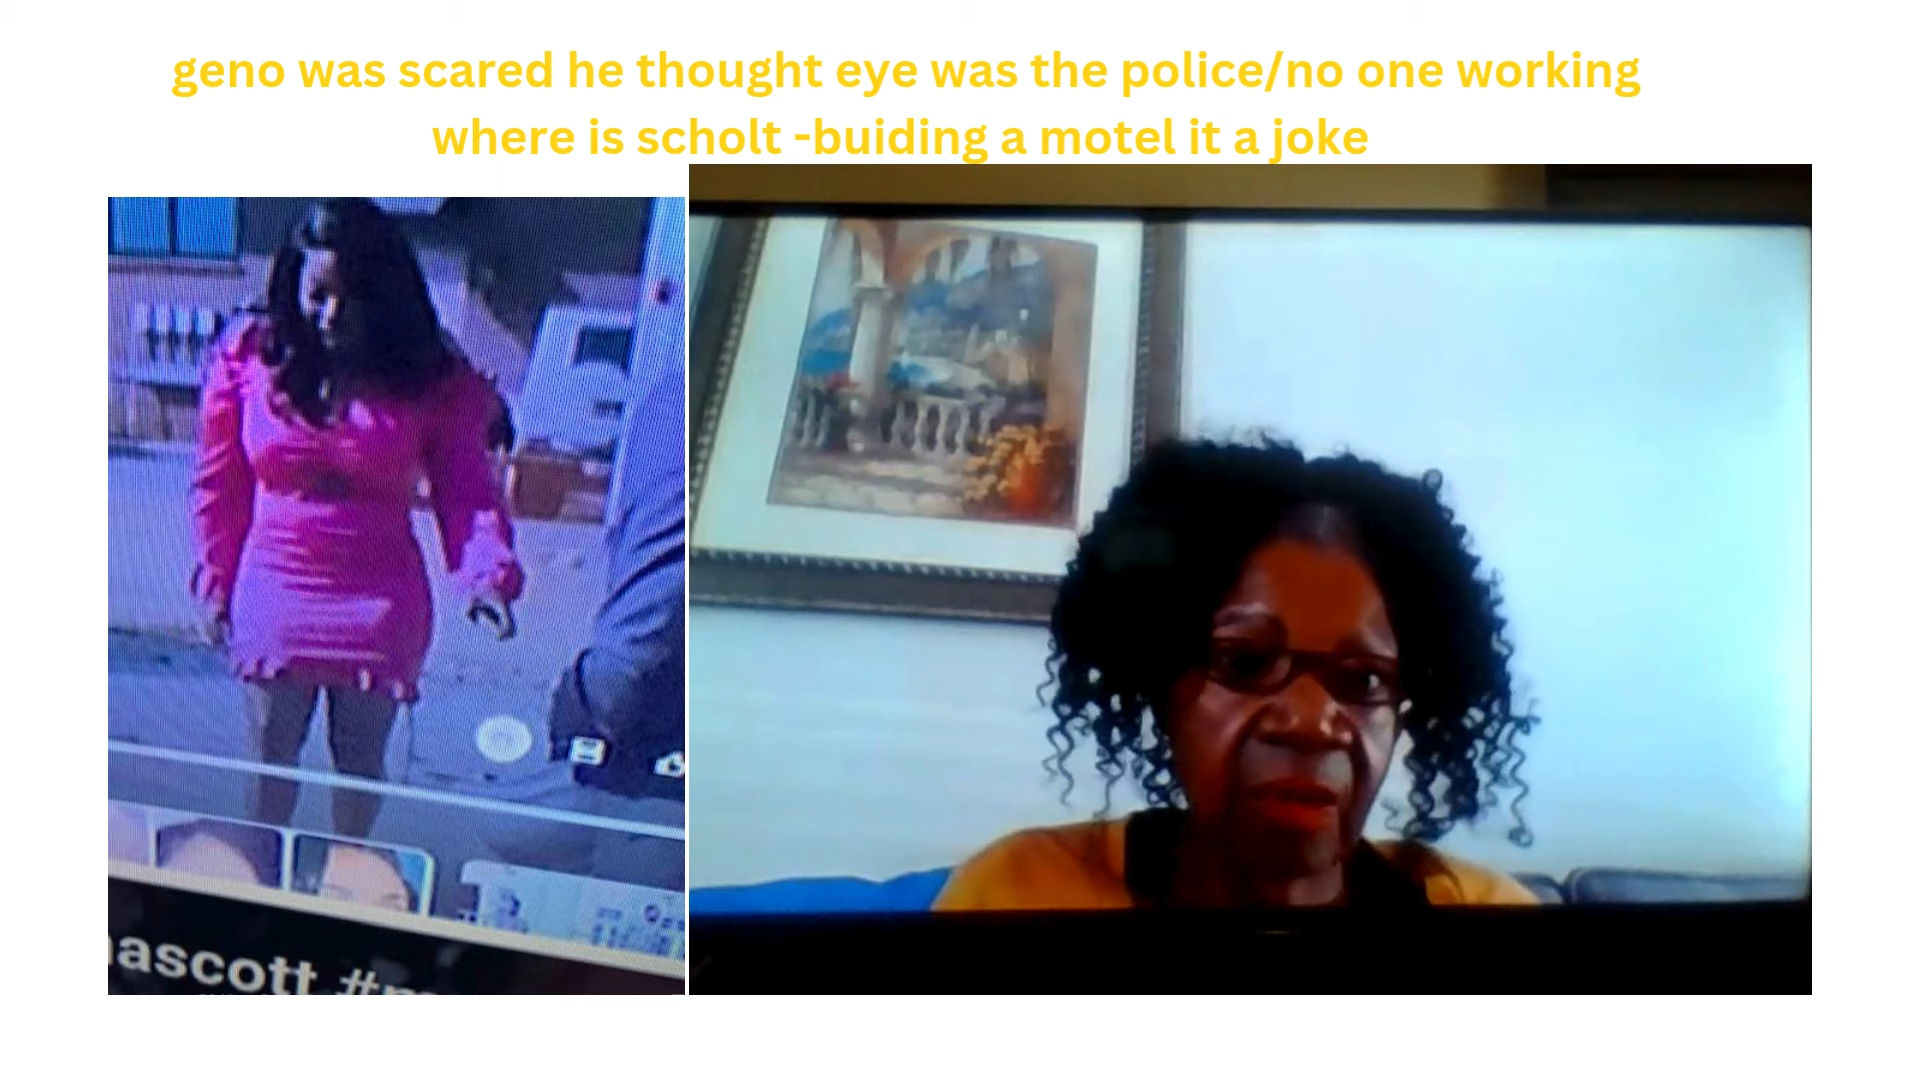 geno was scared he thought eye was the police/no one working
where is scholt -buiding a motel it a joke
ascott